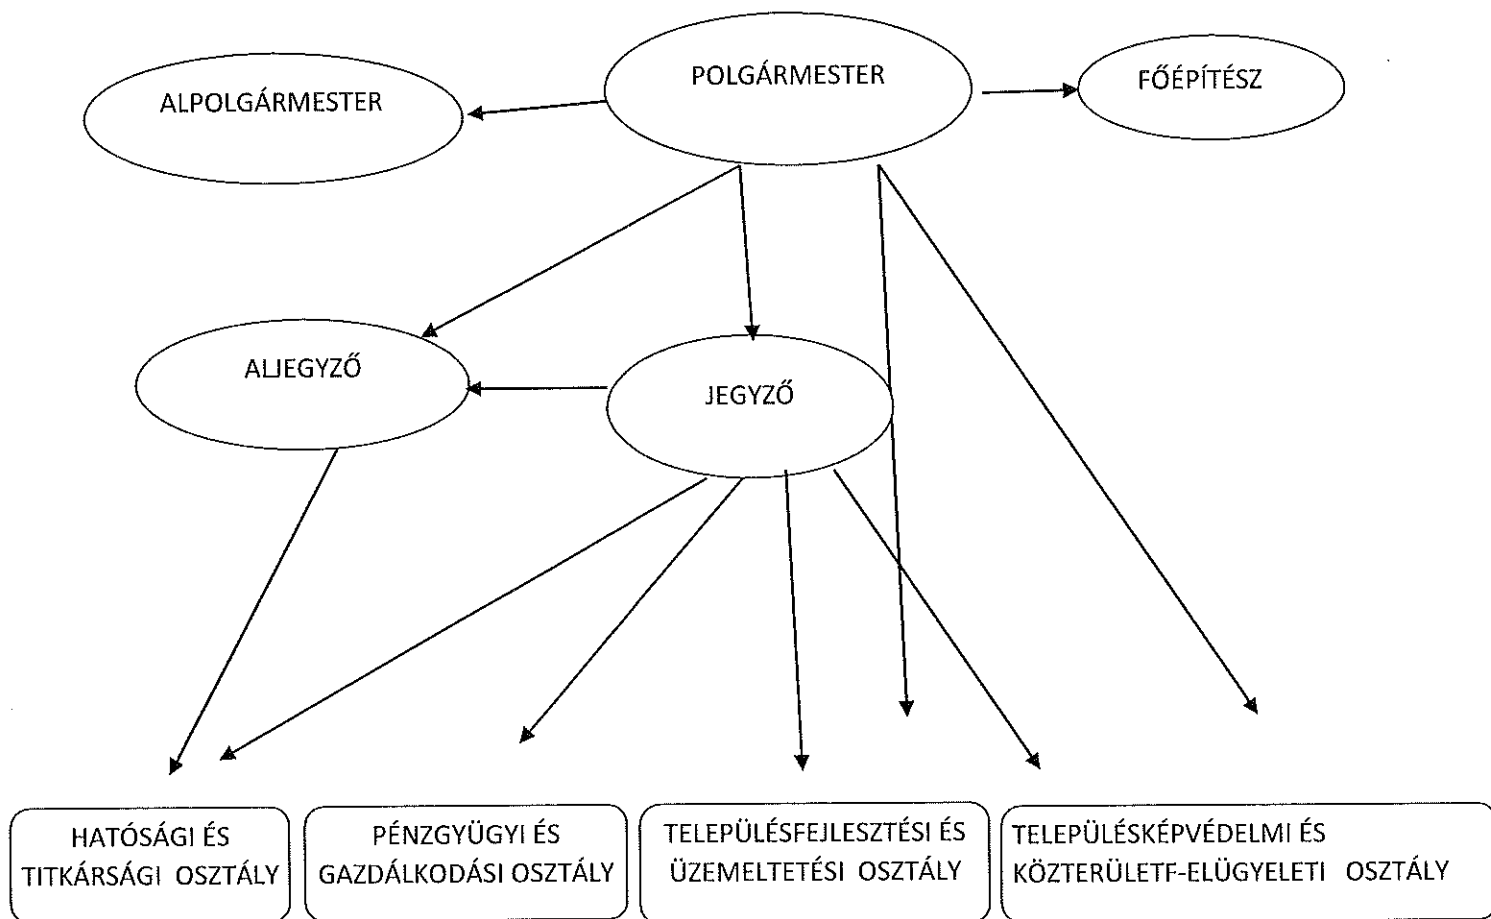 POLGÁRMESTER
ALPOLGÁRMESTER
FŐÉPÍTÉSZ
ALJEGYZŐ
JEGYZŐ
HATÓSÁGI ÉS
TITKÁRSÁGI OSZTÁLY
PÉNZGYÜGYI ÉS
GAZDÁLKODÁSI OSZTÁLY
TELEPÜLÉSFEJLESZTÉSI ÉS
ÜZEMELTETÉSI OSZTÁLY
TELEPÜLÉSKÉPVÉDELMI ÉS
KÖZTERÜLETF-ELÜGYELETI OSZTÁLY